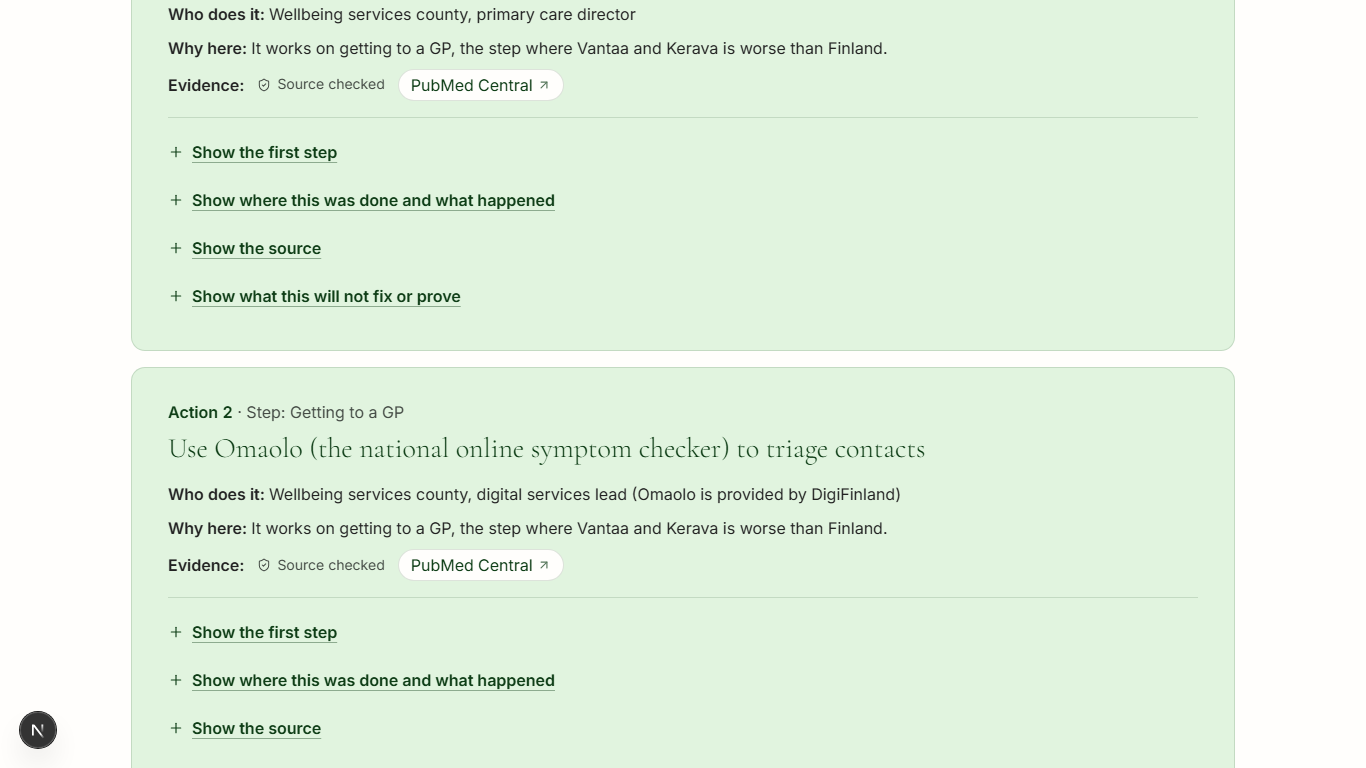 Who does it: Wellbeing services county, primary care director
Why here: It works on getting to a GP, the step where Vantaa and Kerava is worse than Finland.
Evidence: Source checked PubMed Central ↗
+ Show the first step
+ Show where this was done and what happened
+ Show the source
+ Show what this will not fix or prove
Action 2 · Step: Getting to a GP
Use Omaolo (the national online symptom checker) to triage contacts
Who does it: Wellbeing services county, digital services lead (Omaolo is provided by DigiFinland)
Why here: It works on getting to a GP, the step where Vantaa and Kerava is worse than Finland.
Evidence: Source checked PubMed Central ↗
+ Show the first step
+ Show where this was done and what happened
+ Show the source
N